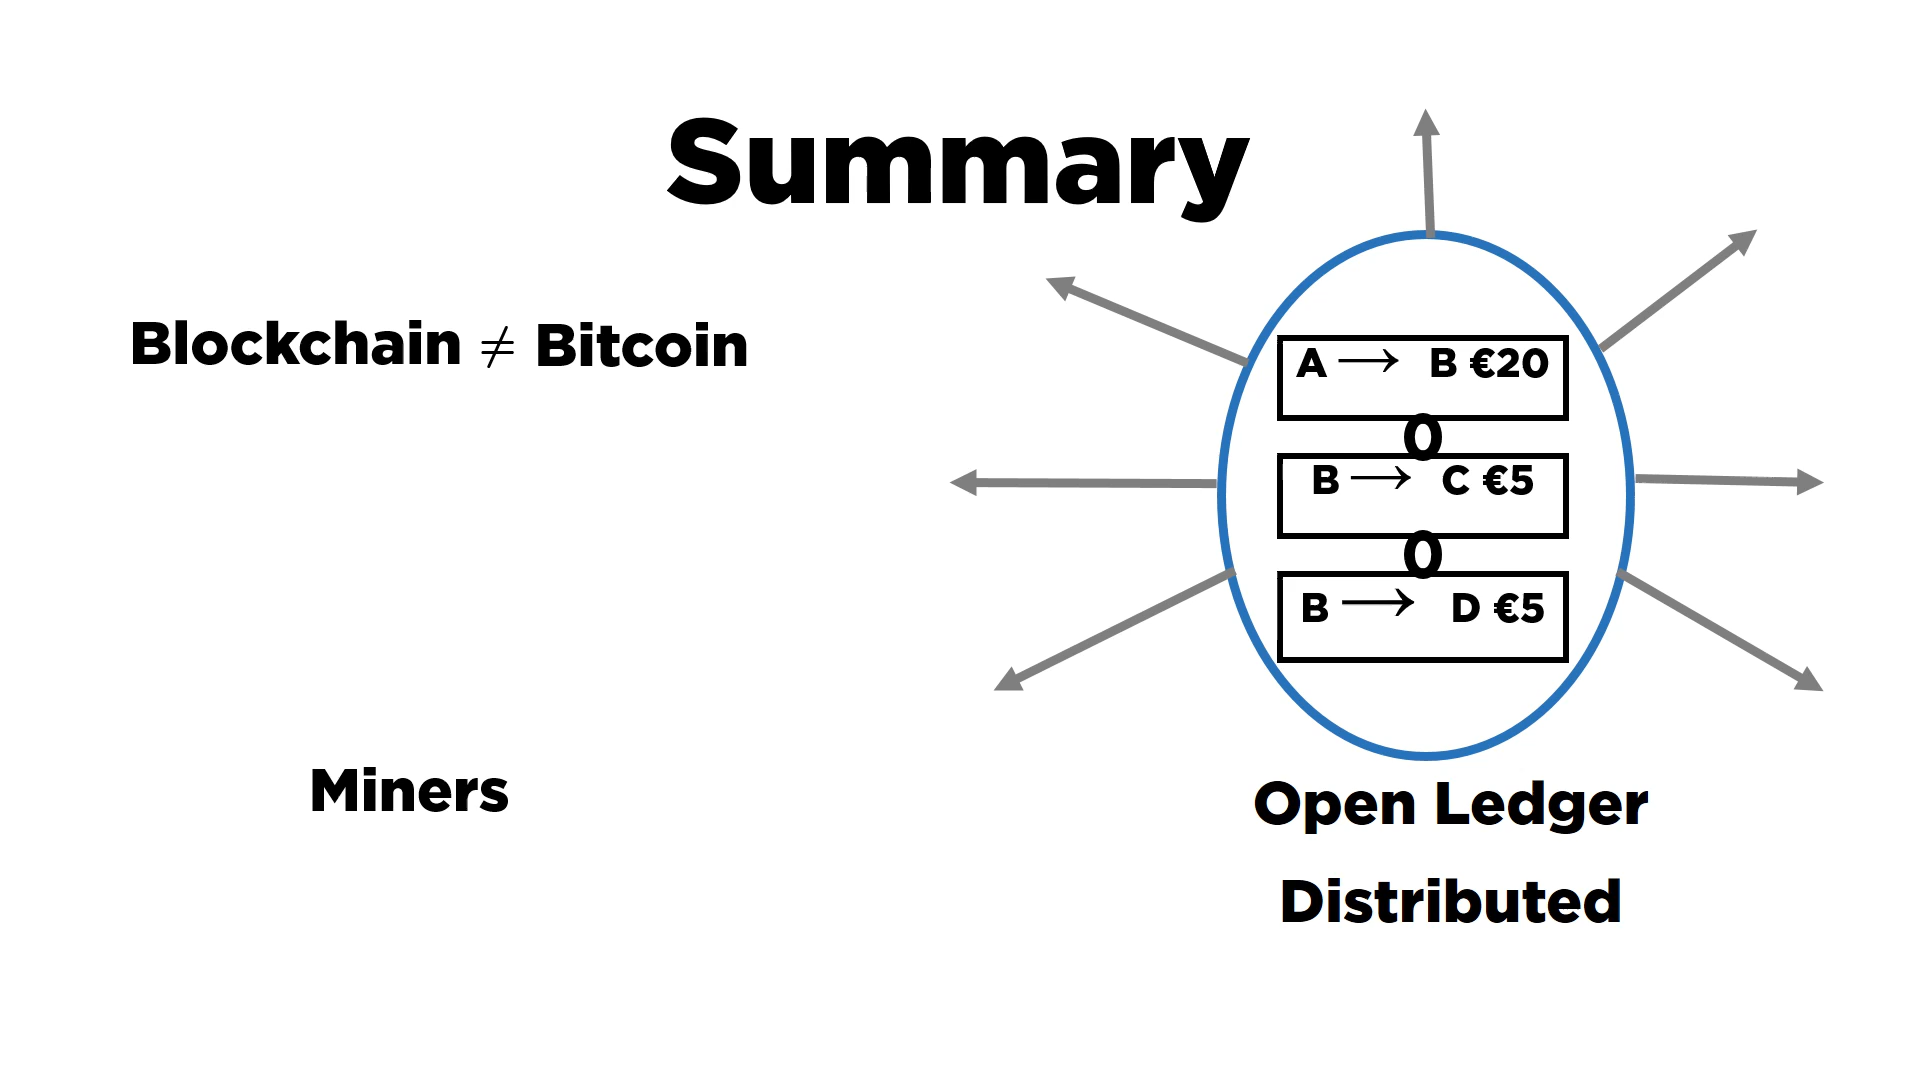 Summary
Blockchain ≠ Bitcoin
A → B €20
B → C €5
B → D €5
Miners
Open Ledger
Distributed